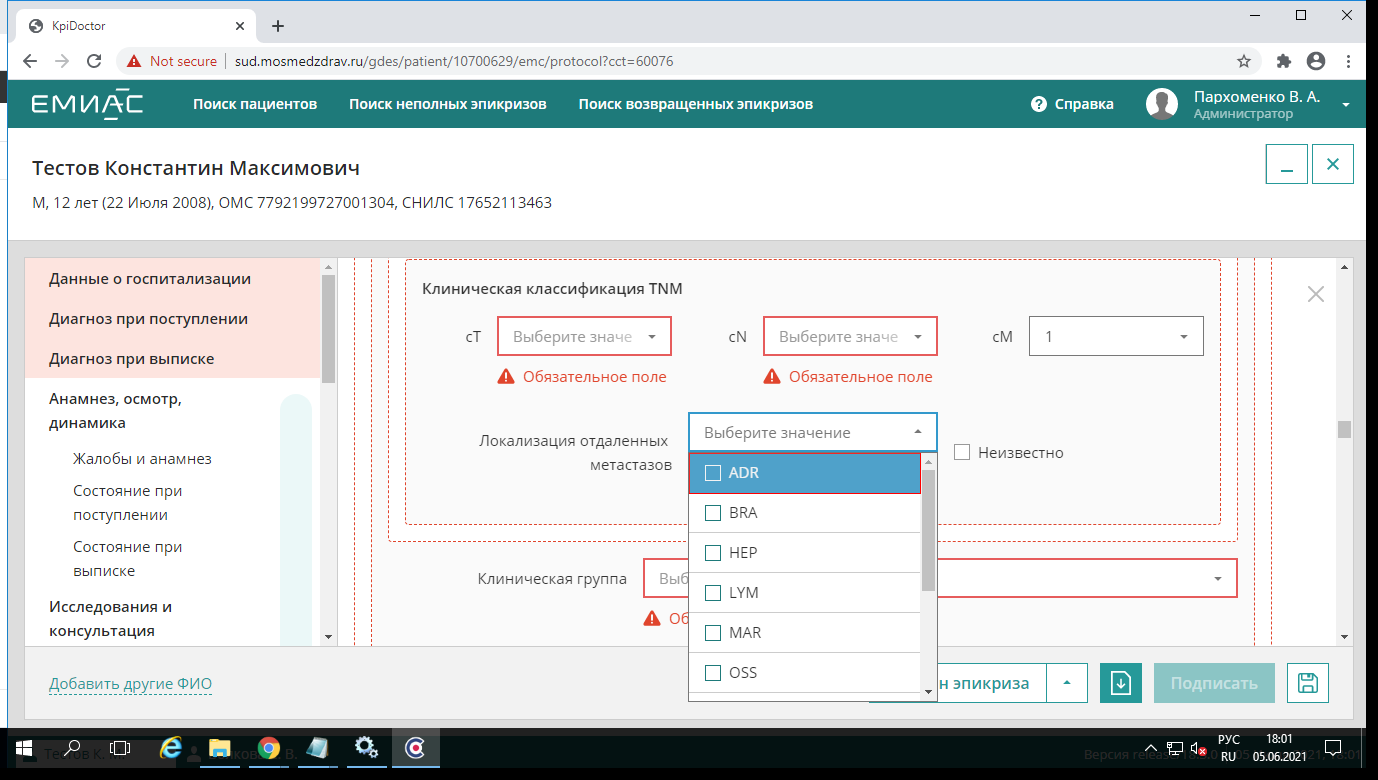 KpiDoctor
Not secure
sud.mosmedzdrav.ru/gdes/patient/10700629/emc/protocol?cct=60076
ЕМИАС
Поиск пациентов
Поиск неполных эпикризов
Поиск возвращенных эпикризов
? Справка
Пархоменко В. А.
Администратор
Тестов Константин Максимович
М, 12 лет (22 Июля 2008), ОМС 7792199727001304, СНИЛС 17652113463
Данные о госпитализации
Диагноз при поступлении
Диагноз при выписке
Анамнез, осмотр,
динамика
Жалобы и анамнез
Состояние при
поступлении
Состояние при
выписке
Исследования и
консультация
Клиническая классификация TNM
cT
Выберите значе
cN
Выберите значе
cM
1
Обязательное поле
Обязательное поле
Локализация отдаленных
метастазов
Выберите значение
Неизвестно
ADR
BRA
HEP
LYM
MAR
OSS
Клиническая группа
Выб
Об
Добавить другие ФИО
н эпикриза
Подписать
Тестов К. М.
РУС
RU
18:01
05.06.2021